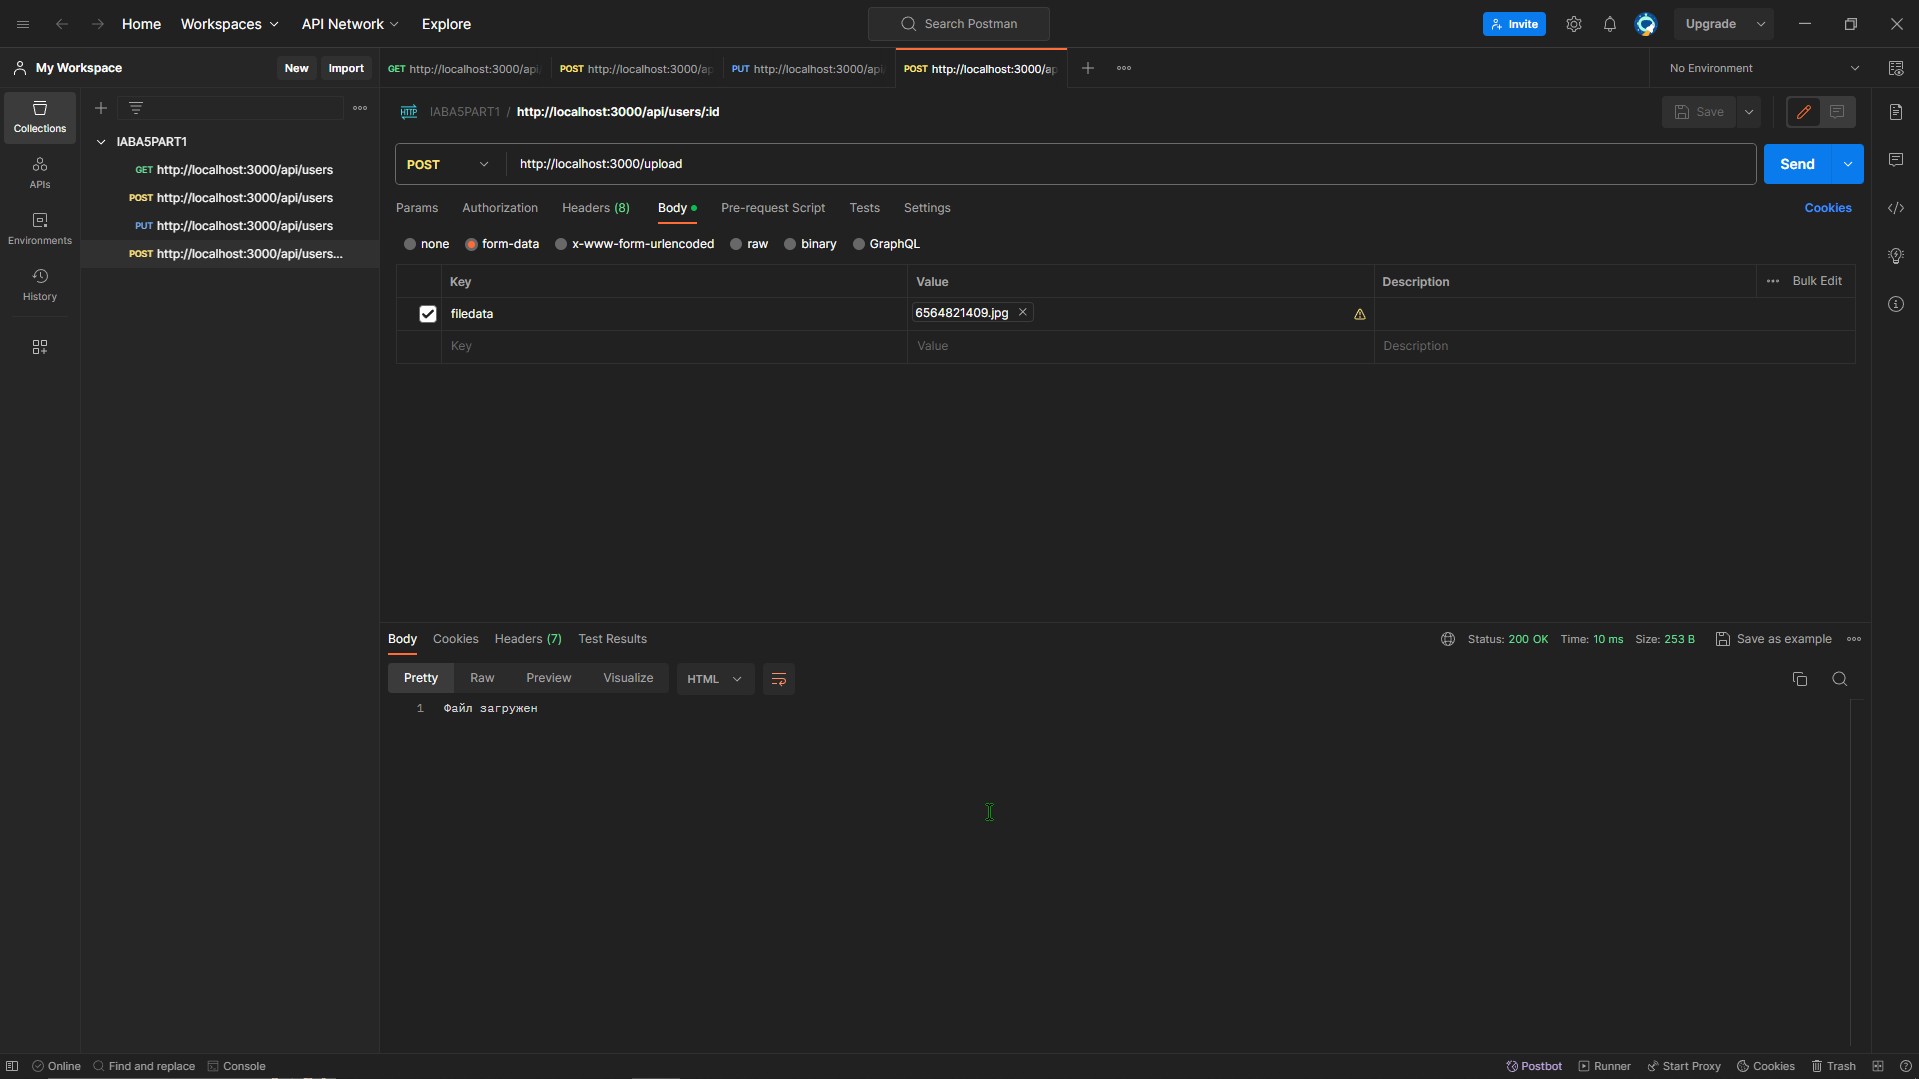 Home Workspaces API Network Explore Search Postman Invite Upgrade
My Workspace New Import GET http://localhost:3000/api POST http://localhost:3000/ap PUT http://localhost:3000/api POST http://localhost:3000/ap No Environment
Collections
APIs
Environments
History
IABA5PART1
GET http://localhost:3000/api/users
POST http://localhost:3000/api/users
PUT http://localhost:3000/api/users
POST http://localhost:3000/api/users...
HTTP IABA5PART1 / http://localhost:3000/api/users/:id Save
POST http://localhost:3000/upload Send
Params Authorization Headers (8) Body Pre-request Script Tests Settings Cookies
none form-data x-www-form-urlencoded raw binary GraphQL
Key Value Description Bulk Edit
filedata 6564821409.jpg
Key Value Description
Body Cookies Headers (7) Test Results Status: 200 OK Time: 10 ms Size: 253 B Save as example
Pretty Raw Preview Visualize HTML
1 Файл загружен
Online Find and replace Console Postbot Runner Start Proxy Cookies Trash